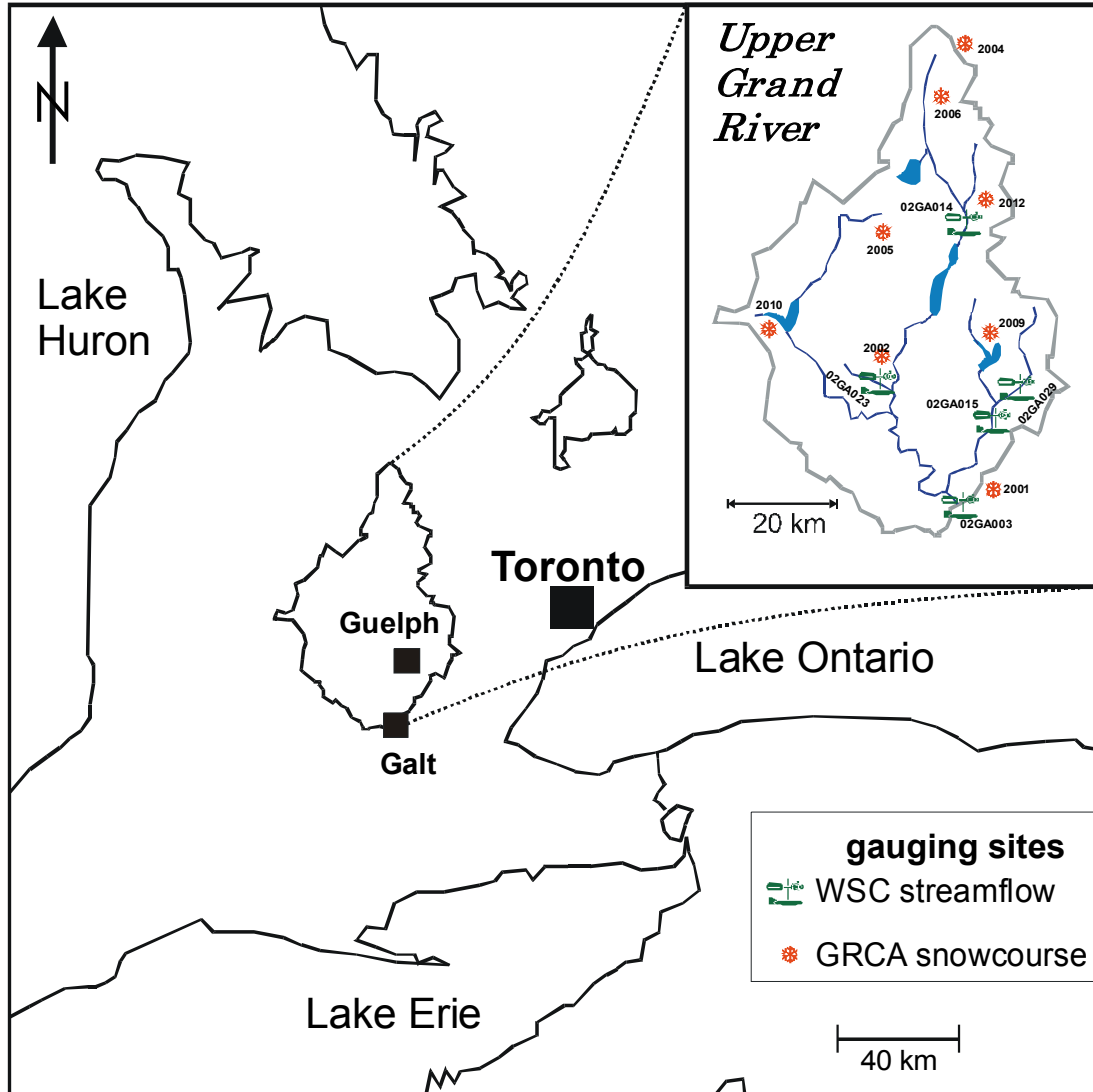 N
Upper
Grand
River
2004
2006
02GA014
2012
2005
2010
2002
2009
02GA023
02GA015
02GA029
2001
20 km
02GA003
Lake
Huron
Toronto
Guelph
Lake Ontario
Galt
gauging sites
WSC streamflow
GRCA snowcourse
Lake Erie
40 km